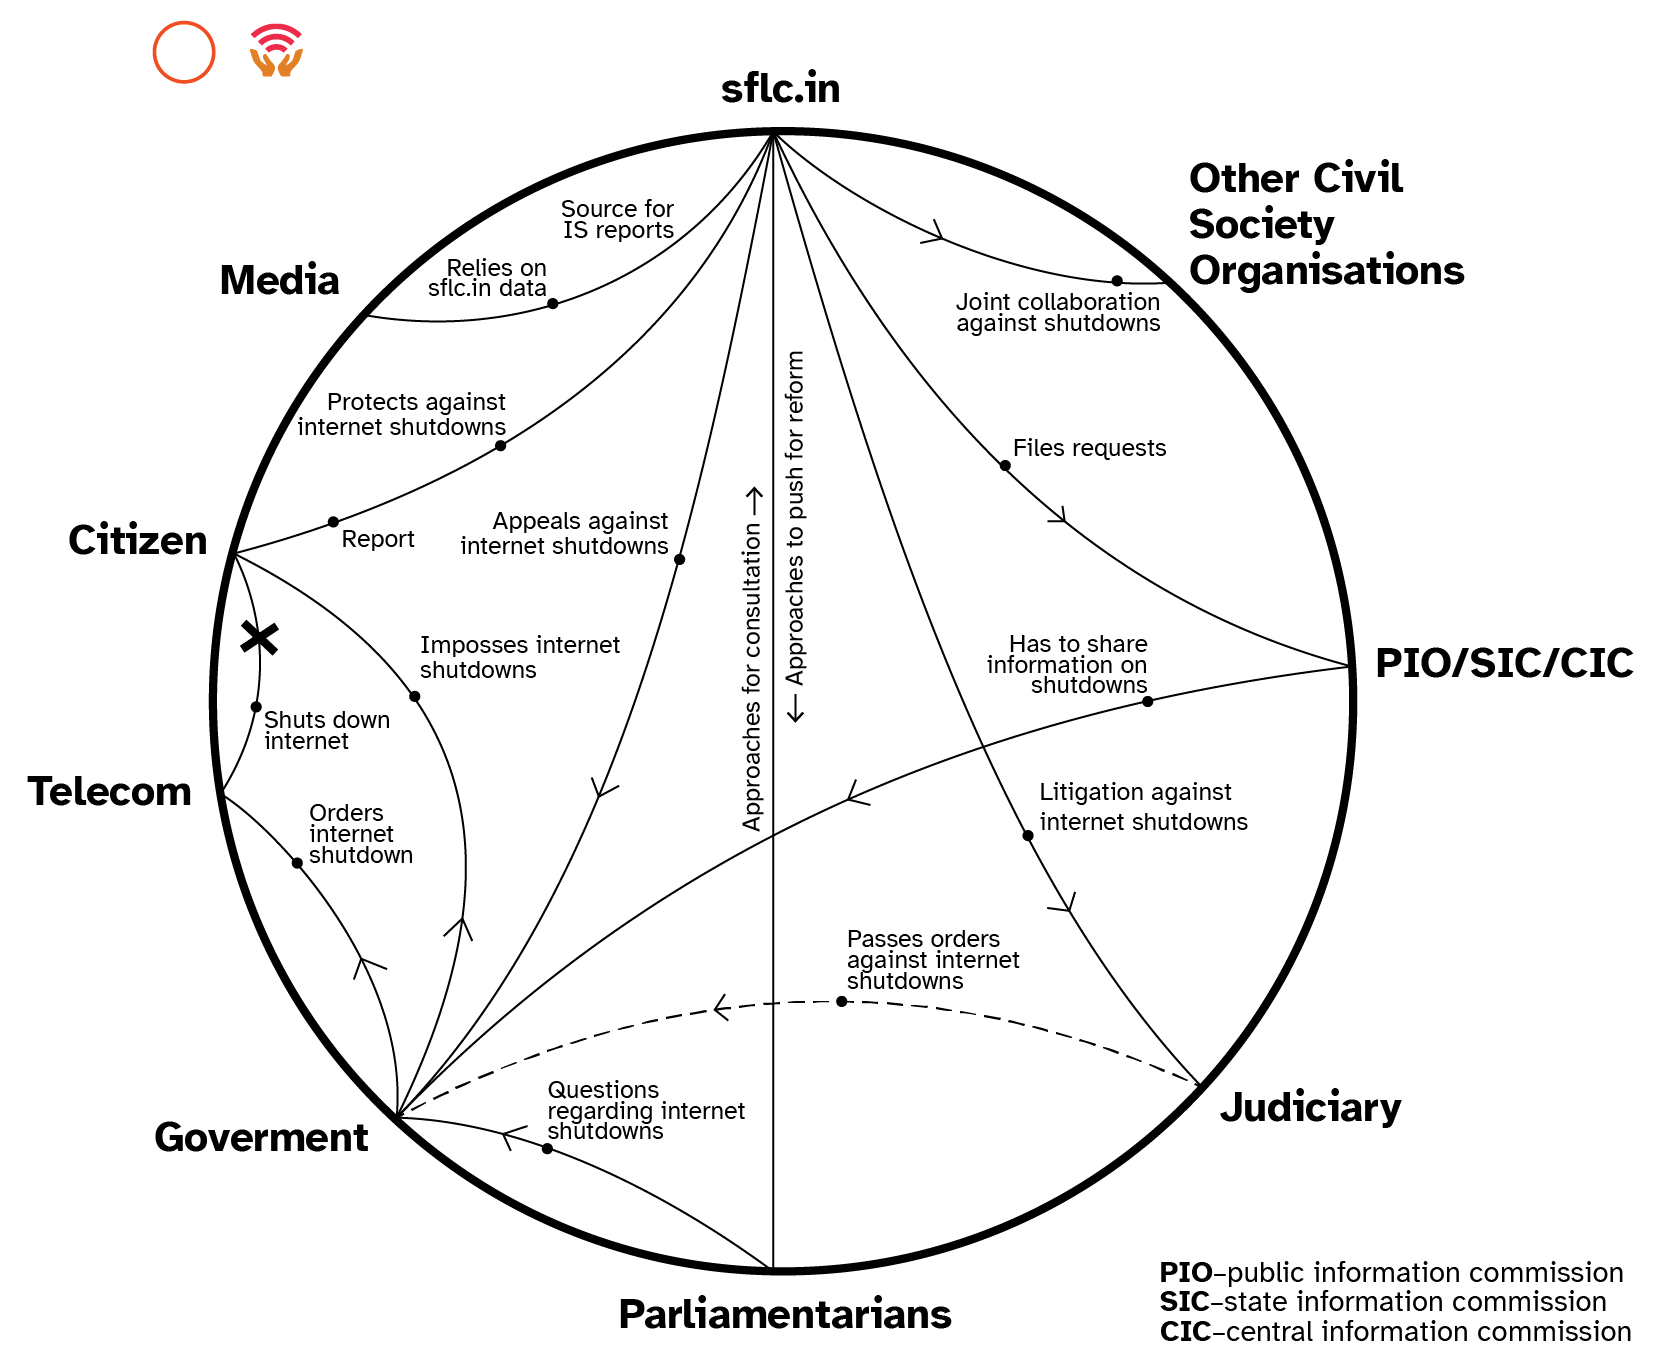 sflc.in
Other Civil
Society
Organisations
Source for
IS reports
Media
Relies on
sflc.in data
Joint collaboration
against shutdowns
Protects against
internet shutdowns
Files requests
Citizen
Report
Appeals against
internet shutdowns
Approaches for consultation →
← Approaches to push for reform
Imposses internet
shutdowns
Has to share
information on
shutdowns
PIO/SIC/CIC
Shuts down
internet
Telecom
Orders
internet
shutdown
Litigation against
internet shutdowns
Passes orders
against internet
shutdowns
Questions
regarding internet
shutdowns
Goverment
Judiciary
Parliamentarians
PIO–public information commission
SIC–state information commission
CIC–central information commission